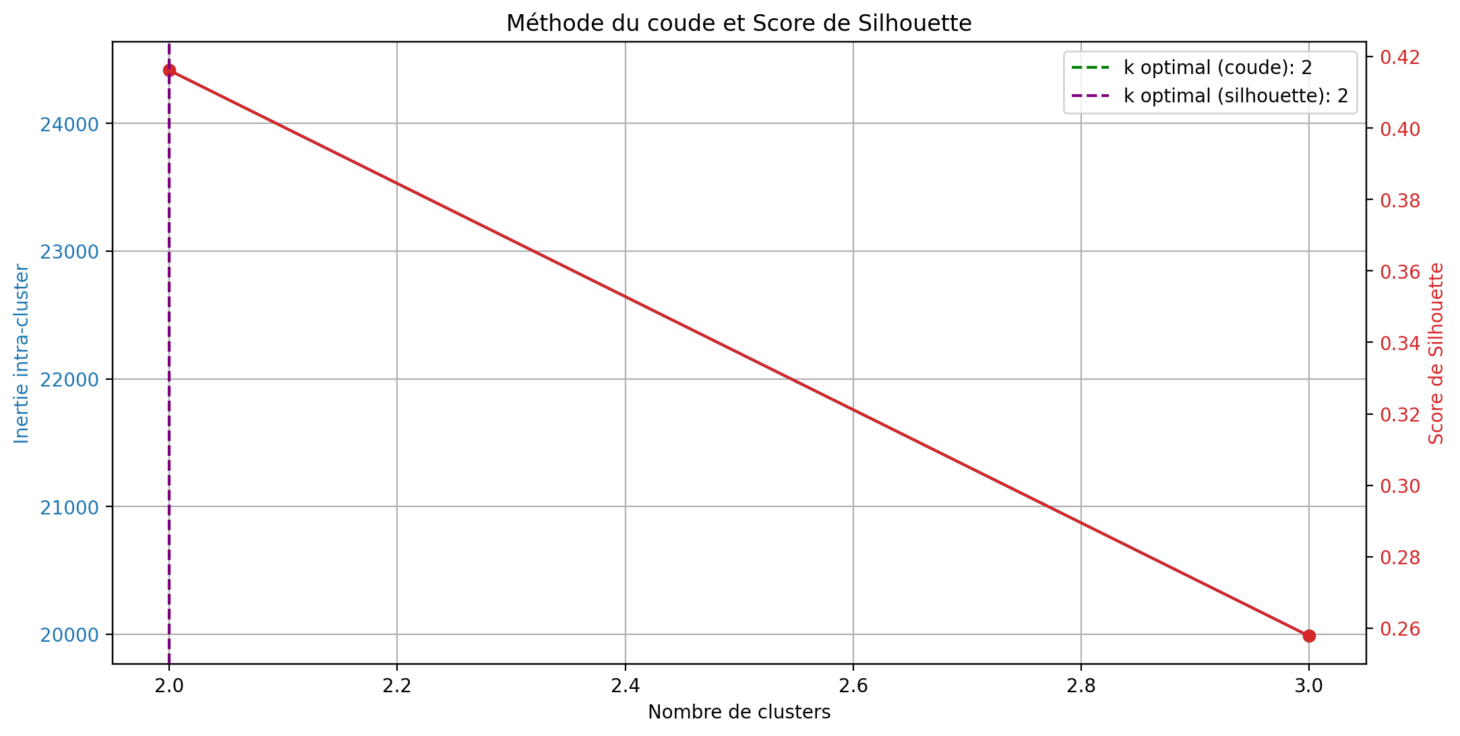 Méthode du coude et Score de Silhouette
k optimal (coude): 2
k optimal (silhouette): 2
Inertie intra-cluster
24000
23000
22000
21000
20000
0.42
0.40
0.38
0.36
0.34
0.32
0.30
0.28
0.26
Score de Silhouette
2.0 2.2 2.4 2.6 2.8 3.0
Nombre de clusters